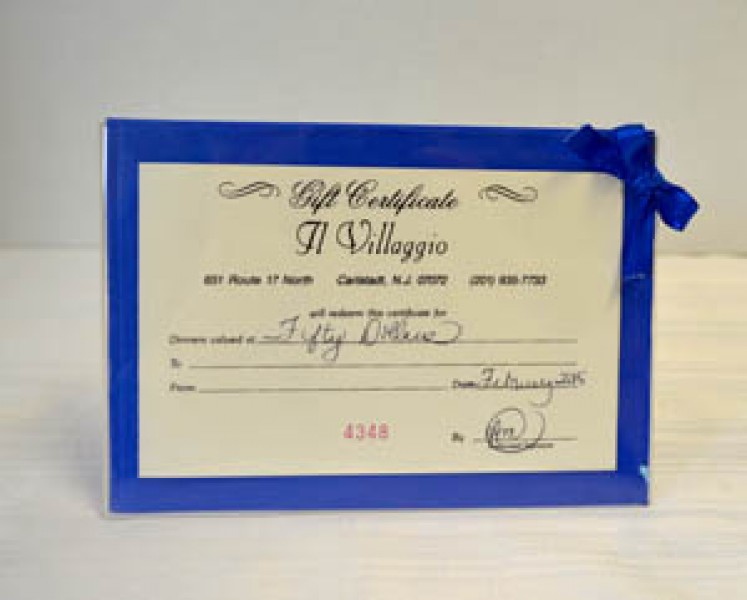 Gift Certificate
Il Villaggio
651 Route 17 North Carlstadt, N.J. 07072 (201) 935-7733
will redeem this certificate for
Dinners valued at Fifty Dollars
To
From Date February 2015
4348 By